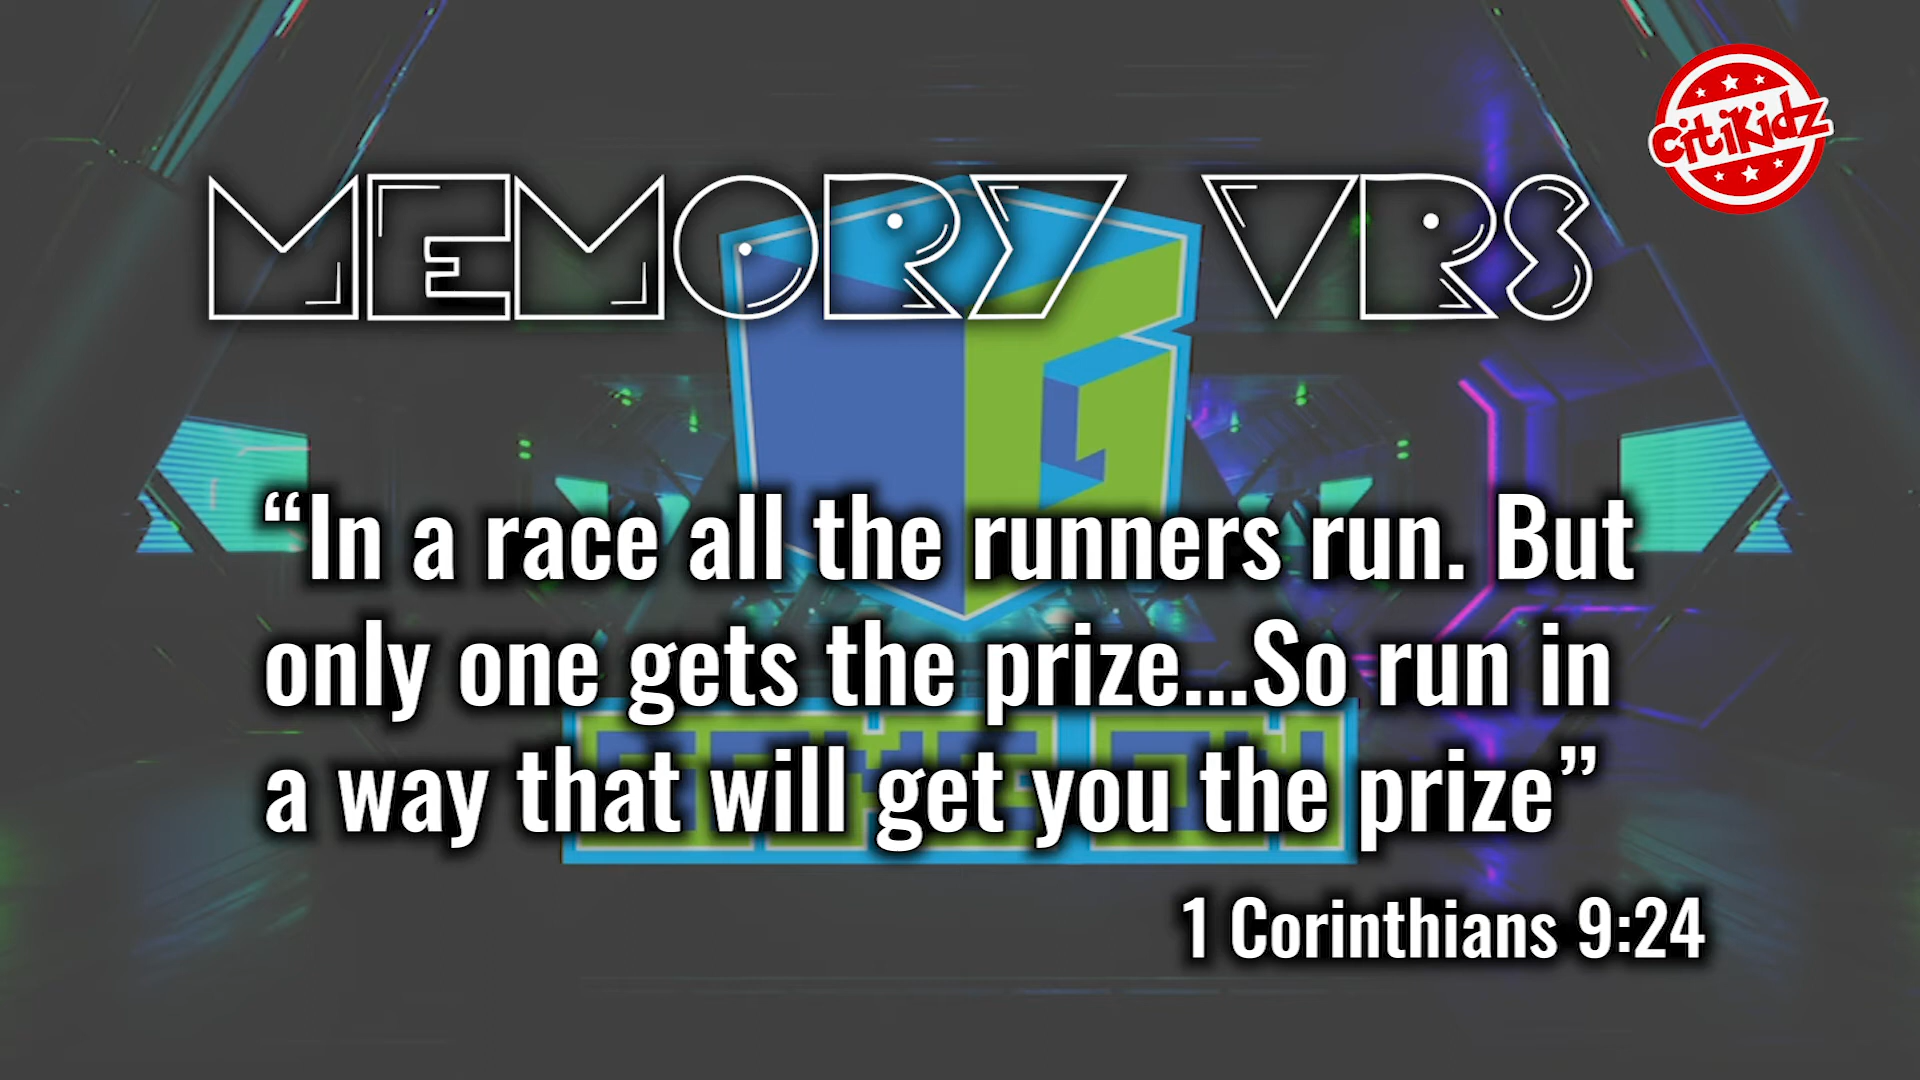 CitiKidz
MEMORY VRS
“In a race all the runners run. But
only one gets the prize...So run in
a way that will get you the prize”
1 Corinthians 9:24